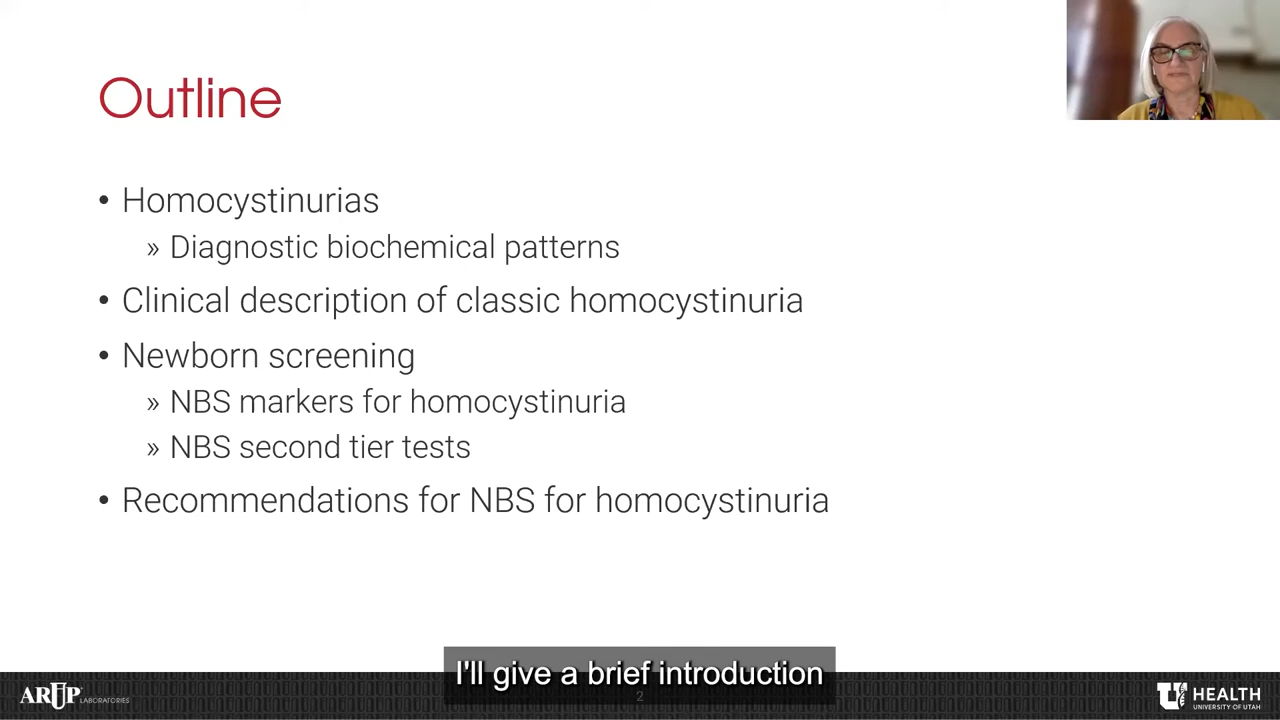 Outline
• Homocystinurias
» Diagnostic biochemical patterns
• Clinical description of classic homocystinuria
• Newborn screening
» NBS markers for homocystinuria
» NBS second tier tests
• Recommendations for NBS for homocystinuria
I'll give a brief introduction
2
ARUP LABORATORIES
U HEALTH
UNIVERSITY OF UTAH